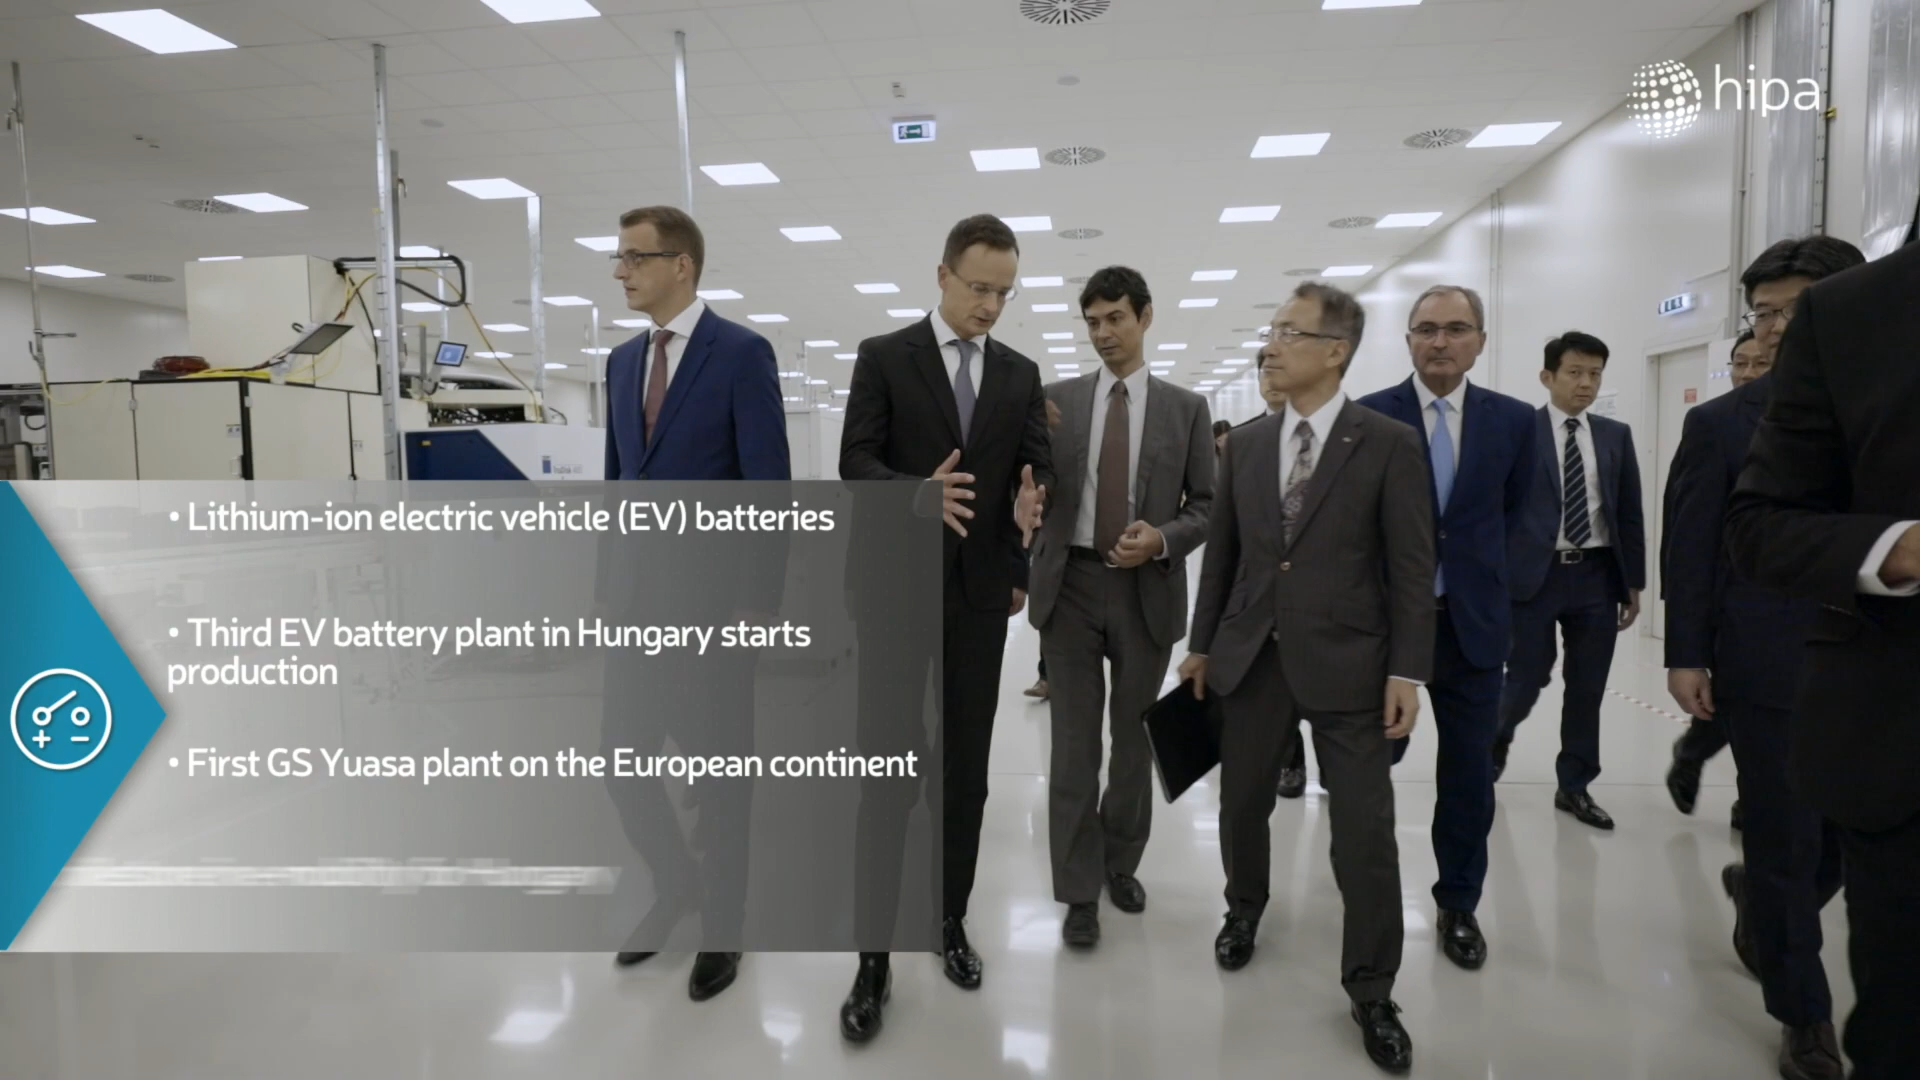 hipa
• Lithium-ion electric vehicle (EV) batteries
• Third EV battery plant in Hungary starts
production
• First GS Yuasa plant on the European continent